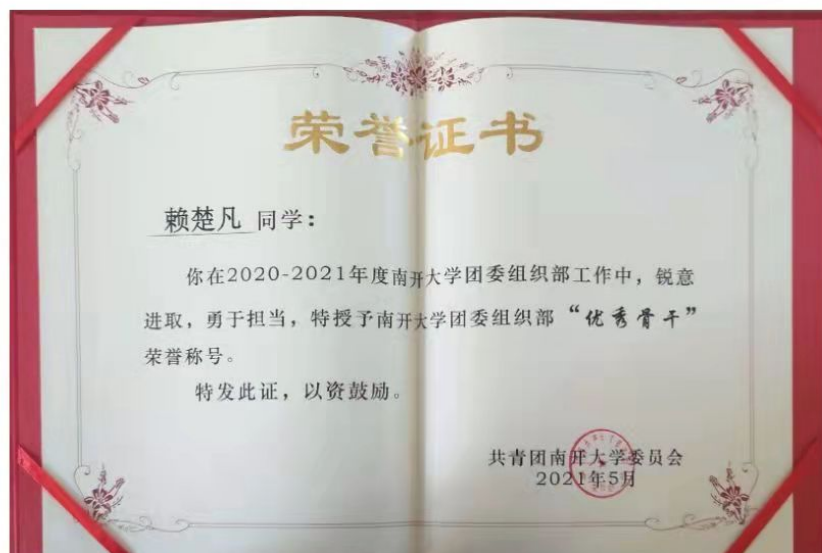 荣誉证书
赖楚凡 同学：
你在2020-2021年度南开大学团委组织部工作中，锐意
进取，勇于担当，特授予南开大学团委组织部“优秀骨干”
荣誉称号。
特发此证，以资鼓励。
共青团南开大学委员会
2021年5月